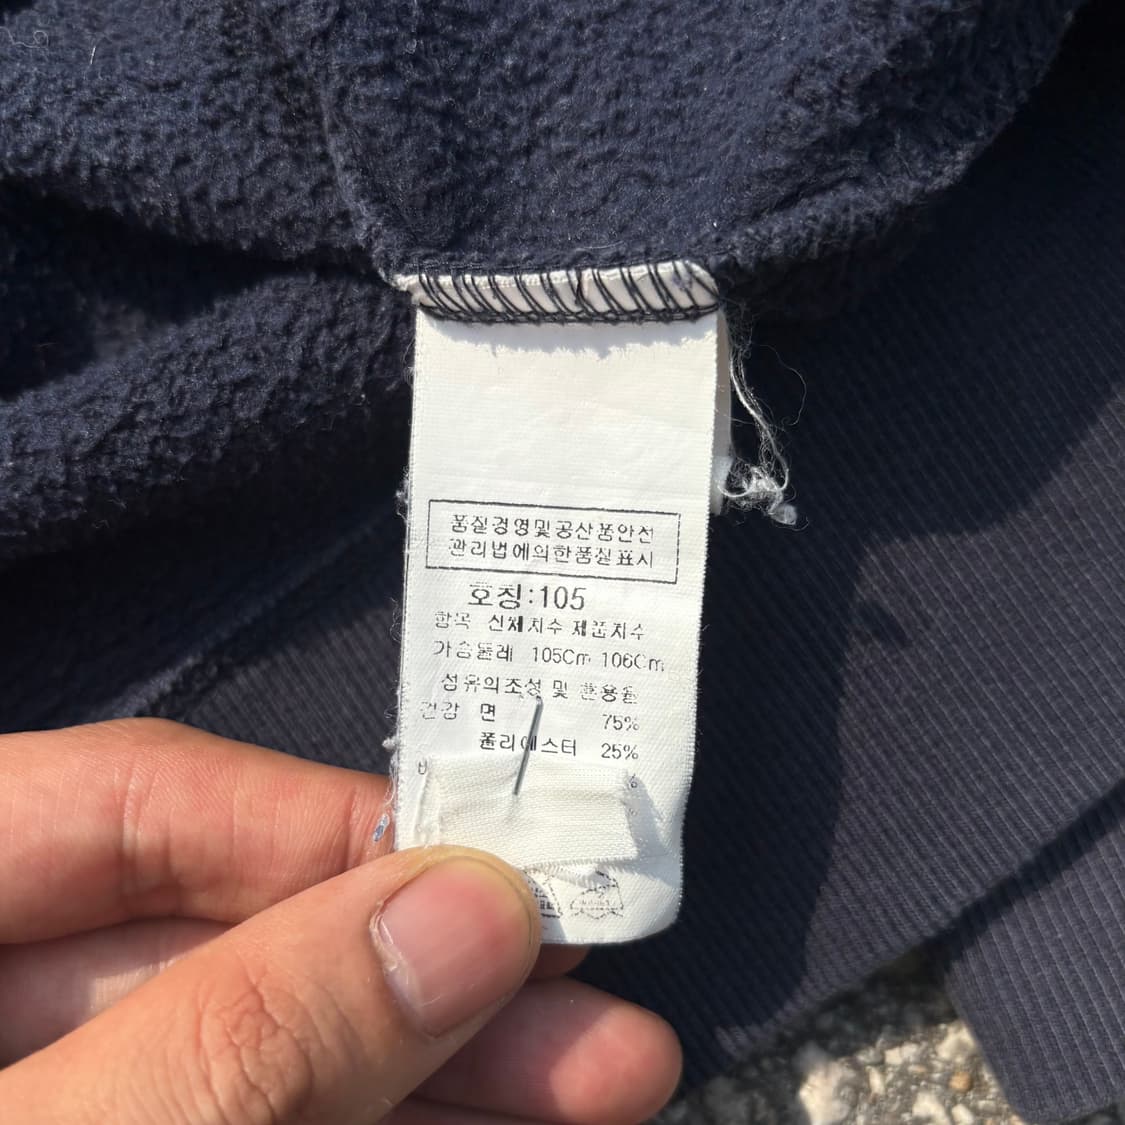 품질경영및공산품안전
관리법에의한품질표시
호칭:105
항목 신체치수 제품치수
가슴둘레 105Cm 106Cm
섬유의조성 및 혼용율
겉감 면 75%
폴리에스터 25%